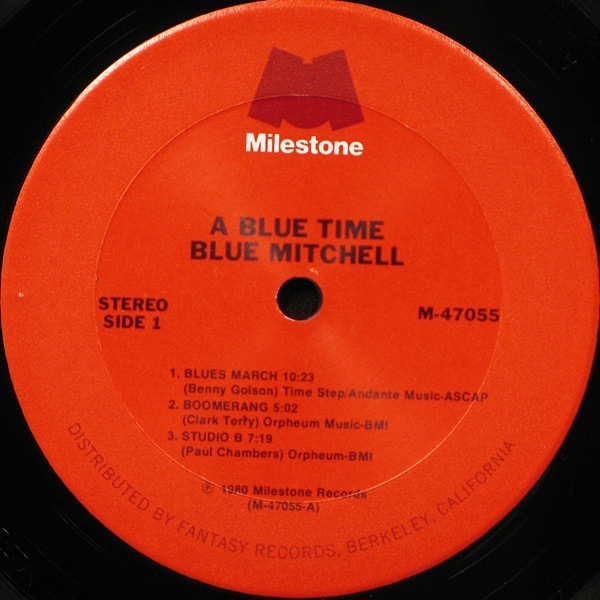 Milestone
A BLUE TIME
BLUE MITCHELL
STEREO
SIDE 1
M-47055
1. BLUES MARCH 10:23
(Benny Golson) Time Step/Andante Music-ASCAP
2. BOOMERANG 5:02
(Clark Terry) Orpheum Music-BMI
3. STUDIO B 7:19
(Paul Chambers) Orpheum-BMI
℗ 1980 Milestone Records
(M-47055-A)
DISTRIBUTED BY FANTASY RECORDS, BERKELEY, CALIFORNIA